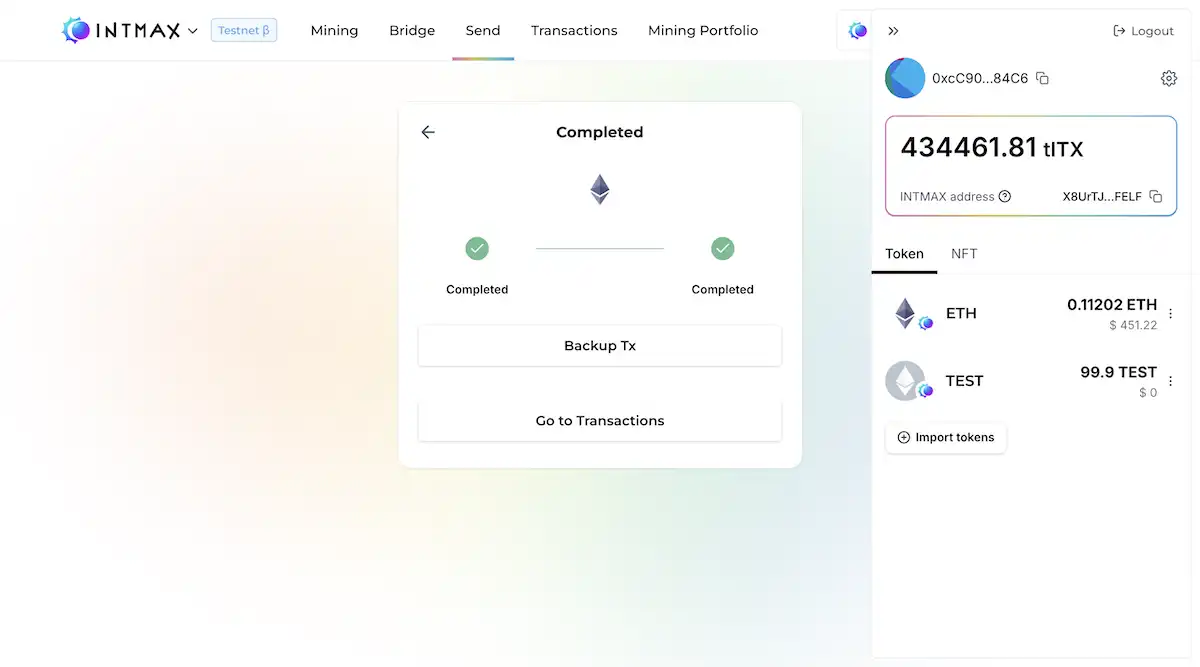 INTMAX
Testnet β
Mining
Bridge
Send
Transactions
Mining Portfolio
Logout
0xcC90...84C6
434461.81 tITX
INTMAX address
X8UrTJ...FELF
Token
NFT
ETH
0.11202 ETH
$ 451.22
TEST
99.9 TEST
$ 0
Import tokens
Completed
Completed
Completed
Backup Tx
Go to Transactions